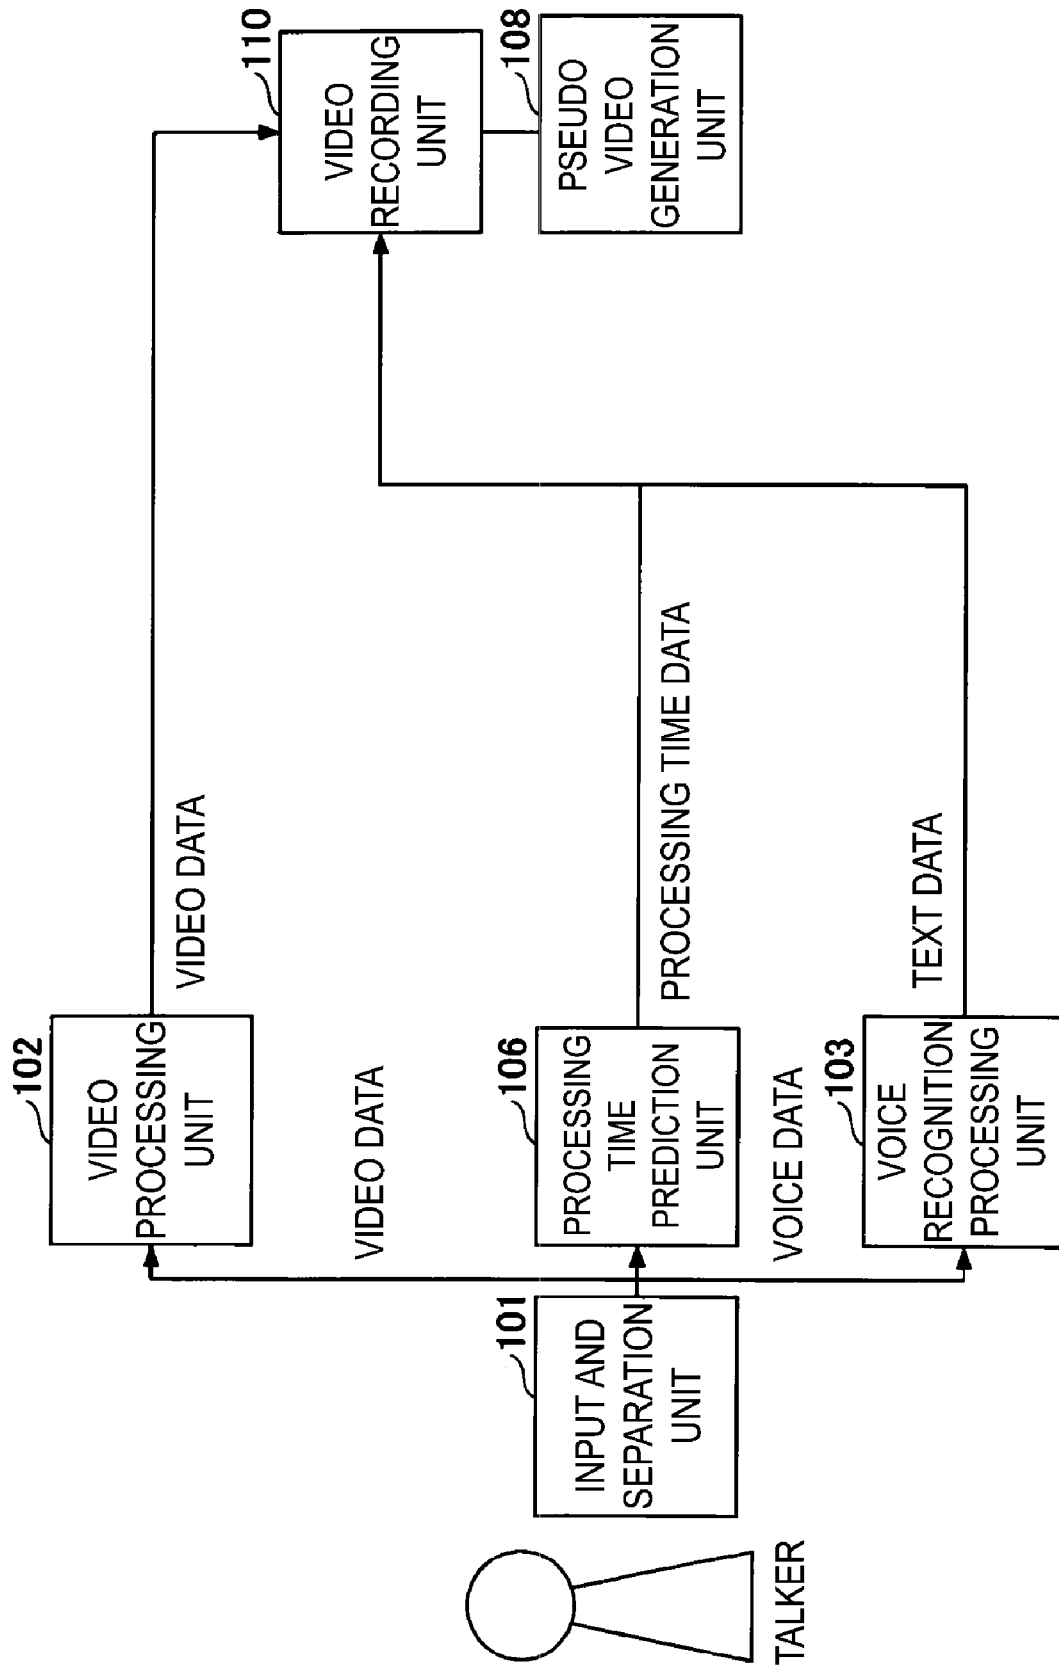 TALKER
101
INPUT AND
SEPARATION
UNIT
102
VIDEO
PROCESSING
UNIT
VIDEO DATA
106
PROCESSING
TIME
PREDICTION
UNIT
VOICE DATA
103
VOICE
RECOGNITION
PROCESSING
UNIT
VIDEO DATA
PROCESSING TIME DATA
TEXT DATA
110
VIDEO
RECORDING
UNIT
108
PSEUDO
VIDEO
GENERATION
UNIT